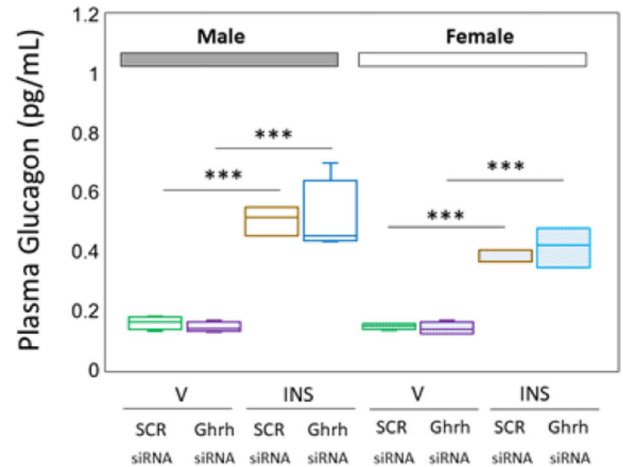 Plasma Glucagon (pg/mL)
1.2
1
0.8
0.6
0.4
0.2
0
Male Female
*** ***
*** ***
V INS V INS
SCR Ghrh SCR Ghrh SCR Ghrh SCR Ghrh
siRNA siRNA siRNA siRNA siRNA siRNA siRNA siRNA